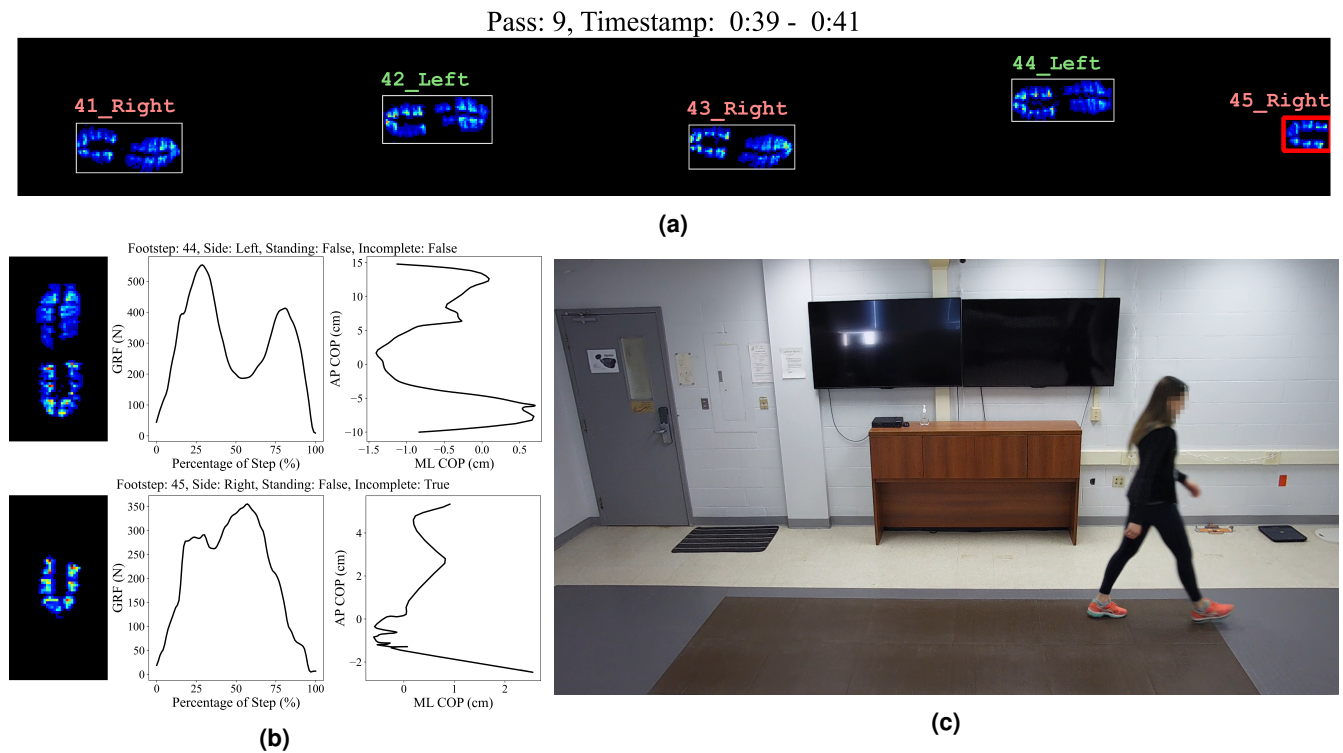 Pass: 9, Timestamp:  0:39 -  0:41
41_Right
42_Left
43_Right
44_Left
45_Right
(a)
Footstep: 44, Side: Left, Standing: False, Incomplete: False
GRF (N)
500
400
300
200
100
0
0 25 50 75 100
Percentage of Step (%)
AP COP (cm)
15
10
5
0
−5
−10
−1.5 −1.0 −0.5 0.0 0.5
ML COP (cm)
Footstep: 45, Side: Right, Standing: False, Incomplete: True
GRF (N)
350
300
250
200
150
100
50
0
0 25 50 75 100
Percentage of Step (%)
AP COP (cm)
4
2
0
−2
0 1 2
ML COP (cm)
(b)
(c)